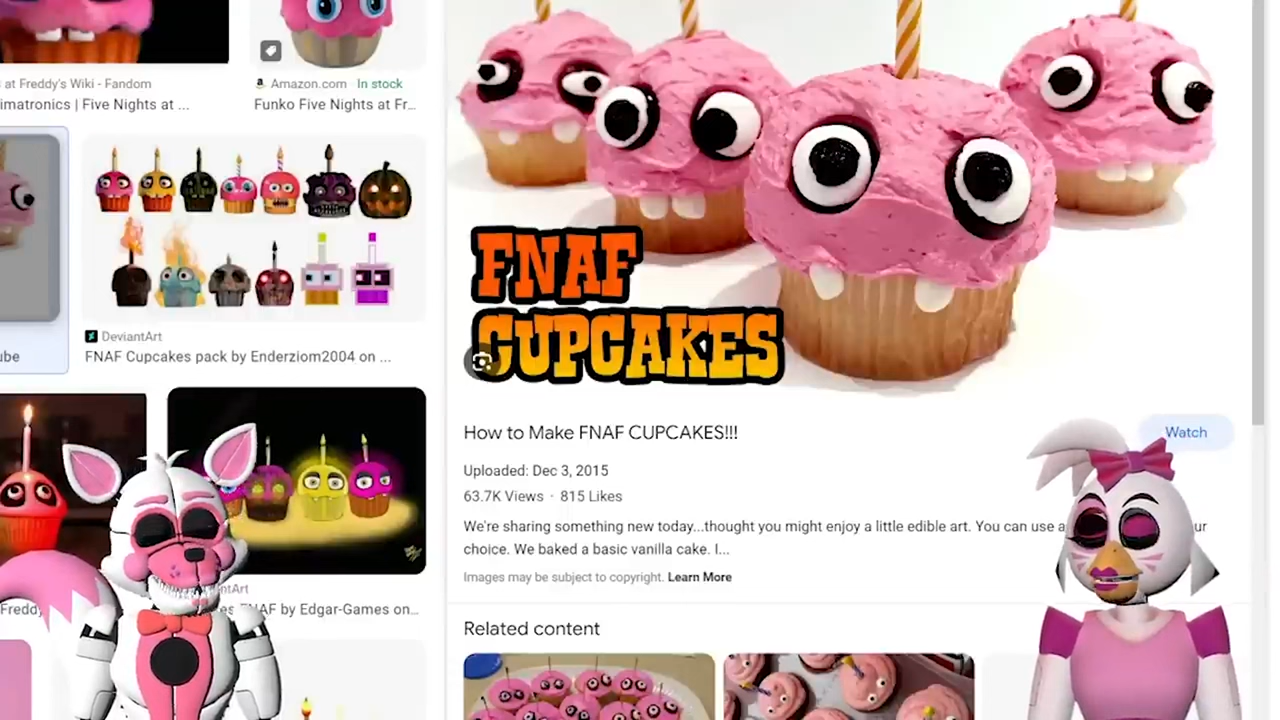 s at Freddy's Wiki - Fandom
imatronics | Five Nights at ...
Amazon.com · In stock
Funko Five Nights at Fr...
ube
DeviantArt
FNAF Cupcakes pack by Enderziom2004 on ...
FNAF
CUPCAKES
How to Make FNAF CUPCAKES!!!
Watch
Uploaded: Dec 3, 2015
63.7K Views · 815 Likes
We're sharing something new today...thought you might enjoy a little edible art. You can use a ur
choice. We baked a basic vanilla cake. I...
Images may be subject to copyright. Learn More
Freddy
ntArt
es FNAF by Edgar-Games on...
Related content